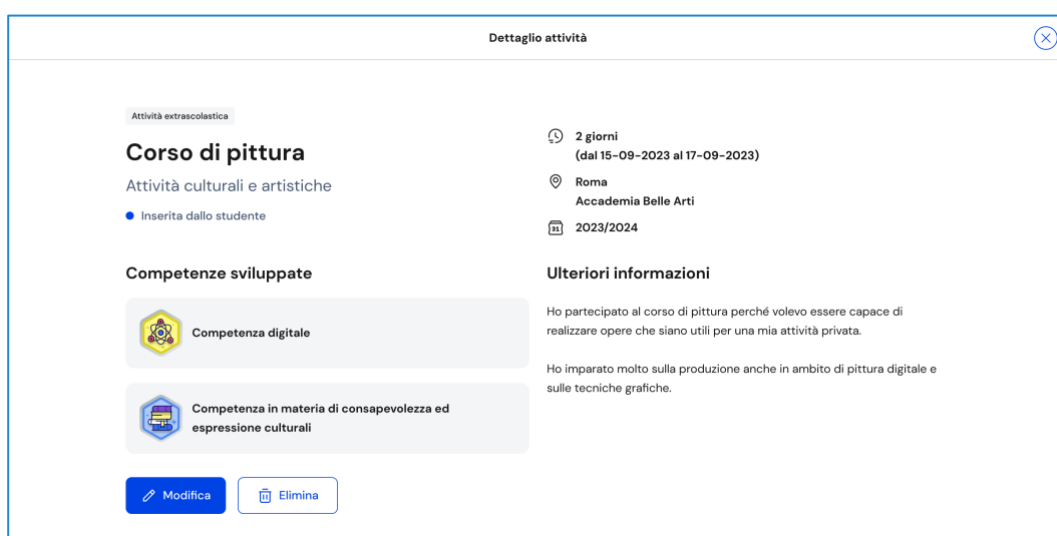 Dettaglio attività
Attività extrascolastica
Corso di pittura
Attività culturali e artistiche
Inserita dallo studente
2 giorni
(dal 15-09-2023 al 17-09-2023)
Roma
Accademia Belle Arti
31
2023/2024
Competenze sviluppate
Competenza digitale
Competenza in materia di consapevolezza ed
espressione culturali
Ulteriori informazioni
Ho partecipato al corso di pittura perché volevo essere capace di
realizzare opere che siano utili per una mia attività privata.
Ho imparato molto sulla produzione anche in ambito di pittura digitale e
sulle tecniche grafiche.
Modifica
Elimina